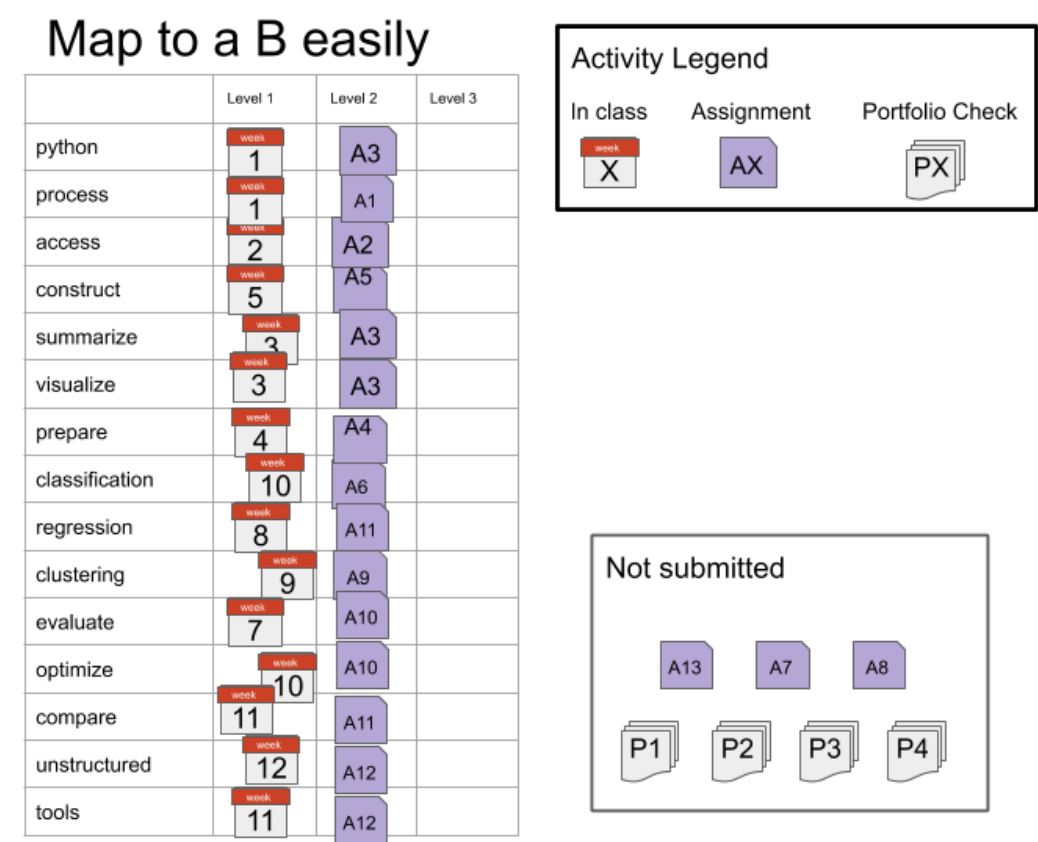 Map to a B easily
Level 1 Level 2 Level 3
python week 1 A3
process week 1 A1
access week 2 A2
construct week 5 A5
summarize week 3 A3
visualize week 3 A3
prepare week 4 A4
classification week 10 A6
regression week 8 A11
clustering week 9 A9
evaluate week 7 A10
optimize week 10 A10
compare week 11 A11
unstructured week 12 A12
tools week 11 A12
Activity Legend
In class Assignment Portfolio Check
week X AX PX
Not submitted
A13 A7 A8
P1 P2 P3 P4